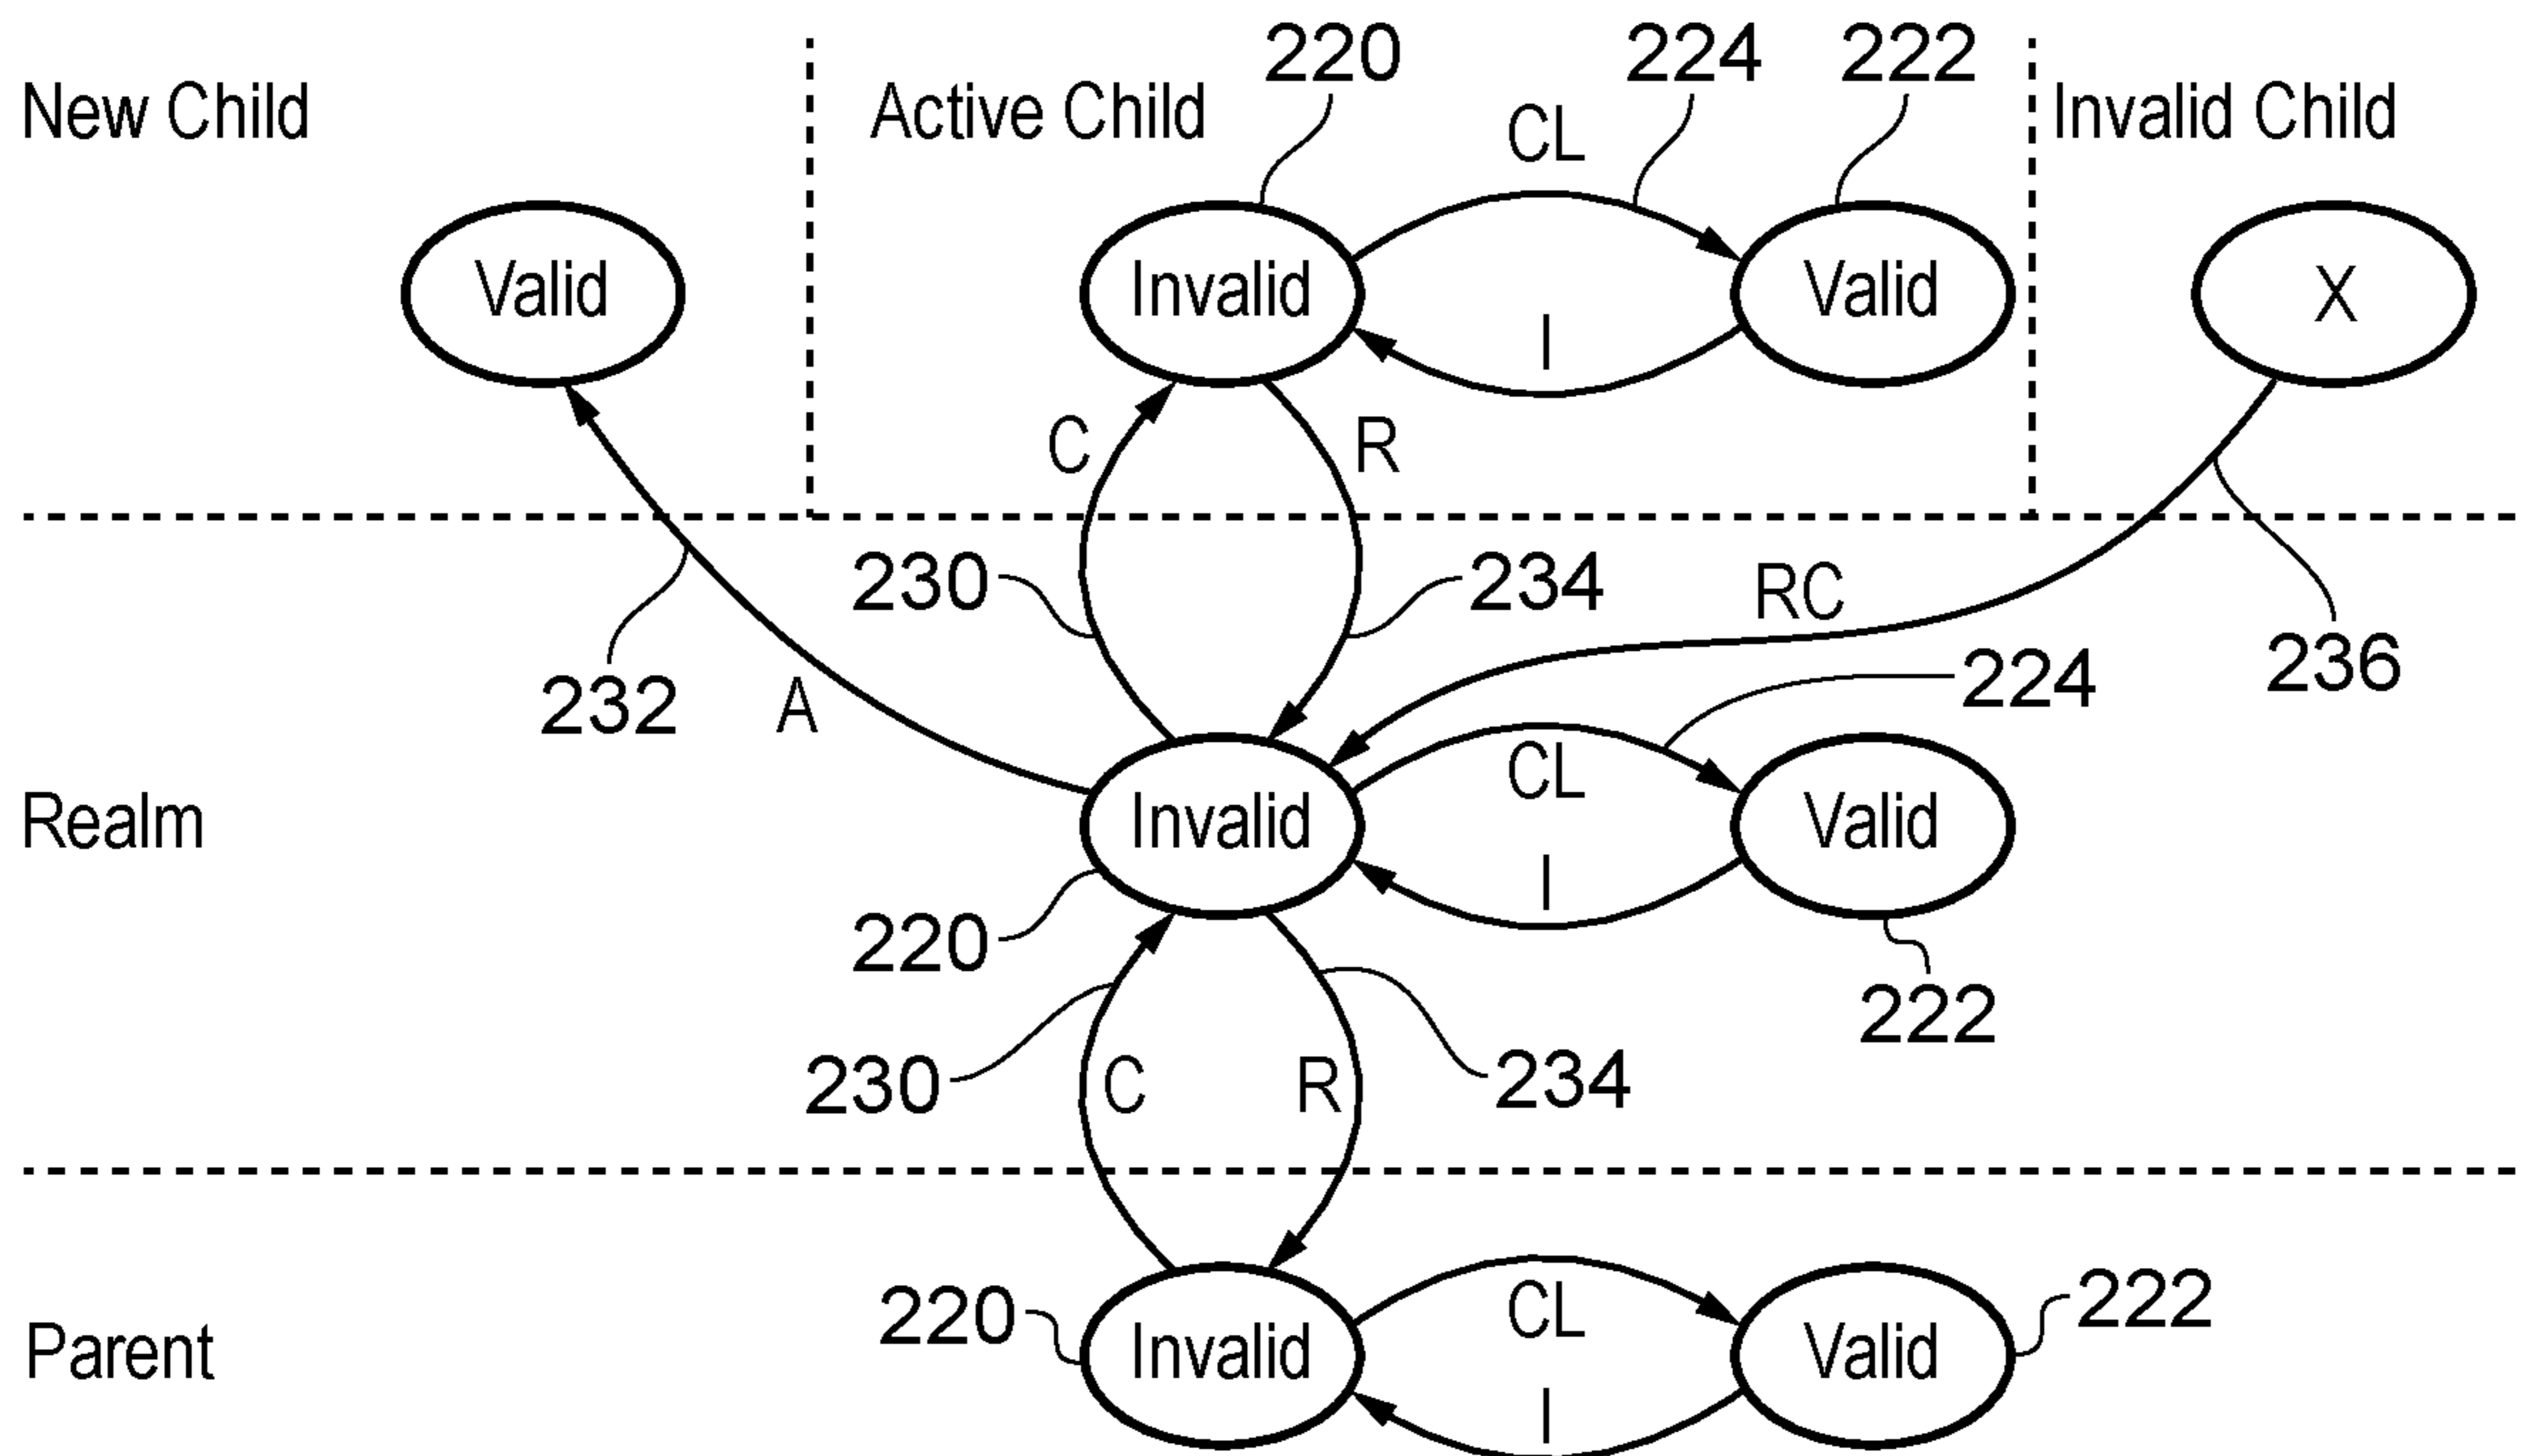 220 224 222
New Child Active Child CL Invalid Child
Valid Invalid Valid X
I
C R
230 234 RC
232 A 224 236
CL
Realm Invalid Valid
I
220
222
230 C R 234
220 CL 222
Parent Invalid Valid
I